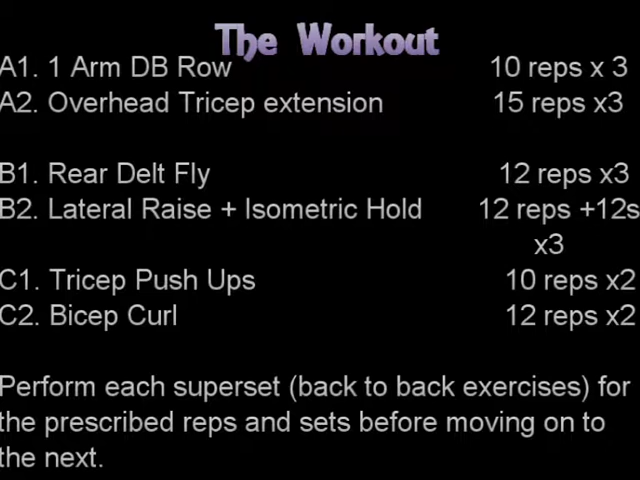 The Workout
A1. 1 Arm DB Row 10 reps x 3
A2. Overhead Tricep extension 15 reps x3
B1. Rear Delt Fly 12 reps x3
B2. Lateral Raise + Isometric Hold 12 reps +12s
x3
C1. Tricep Push Ups 10 reps x2
C2. Bicep Curl 12 reps x2
Perform each superset (back to back exercises) for
the prescribed reps and sets before moving on to
the next.